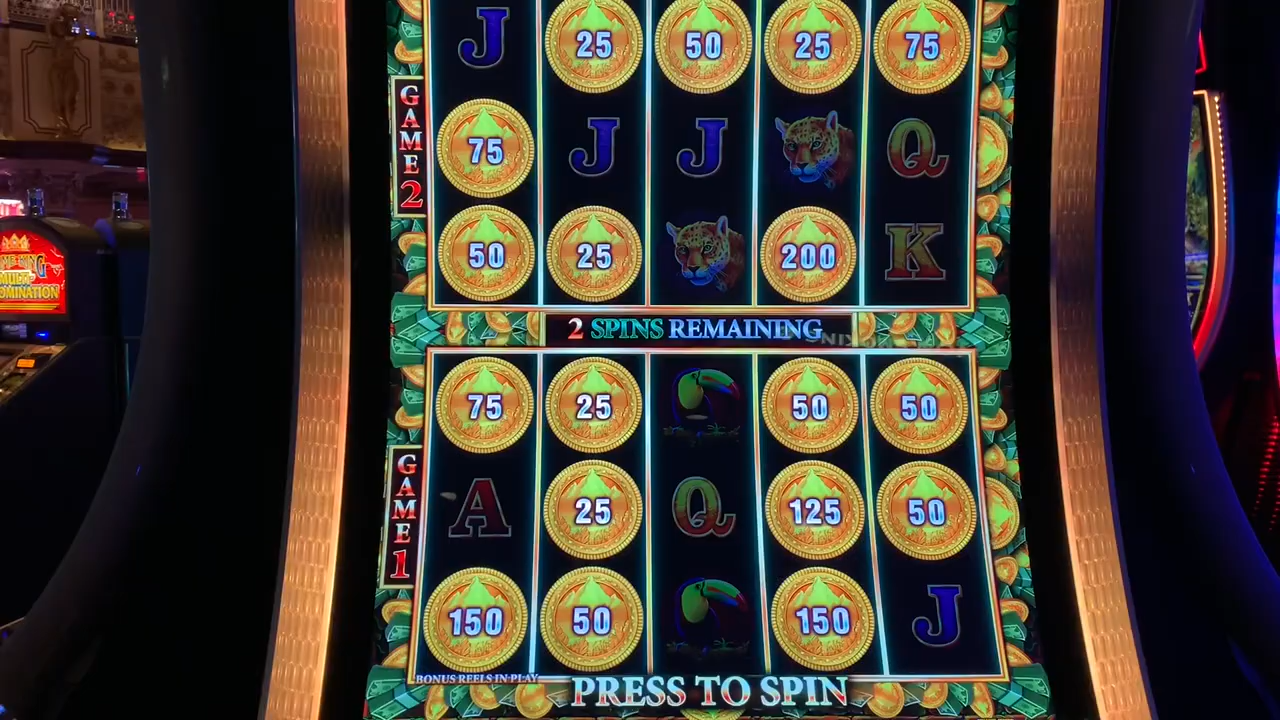 J 25 50 25 75
GAME 2
75 J J Q
50 25 200 K
2 SPINS REMAINING
75 25 50 50
GAME 1
A 25 Q 125 50
150 50 150 J
BONUS REELS IN PLAY
PRESS TO SPIN